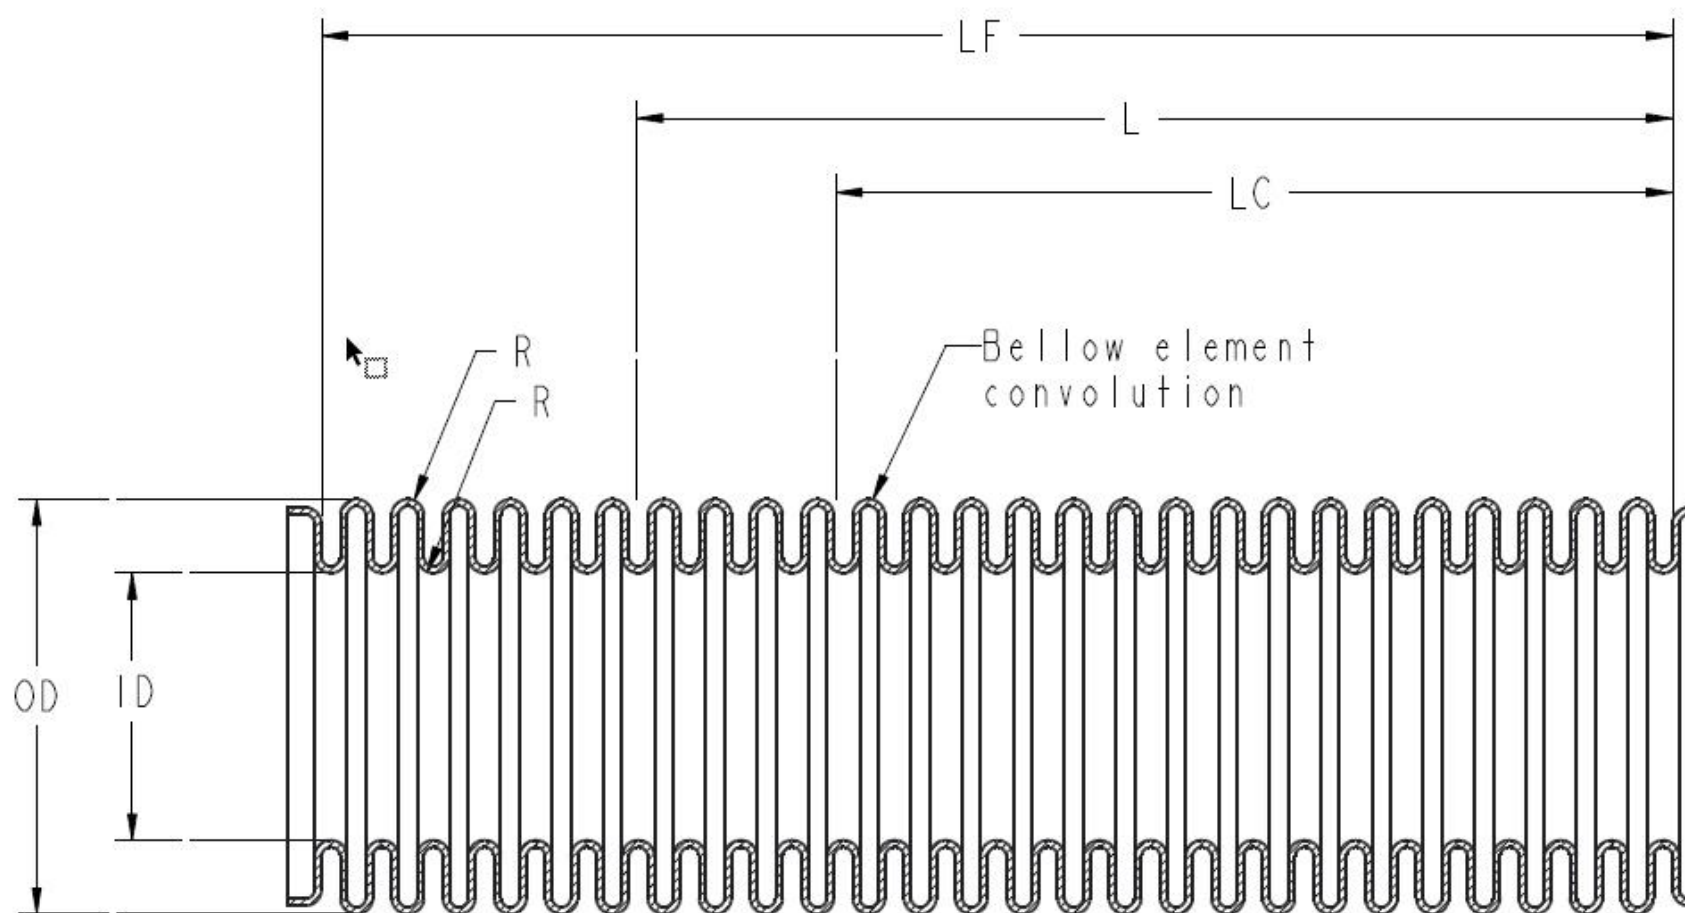 LF
L
LC
R
R
Bellow element
convolution
OD
ID